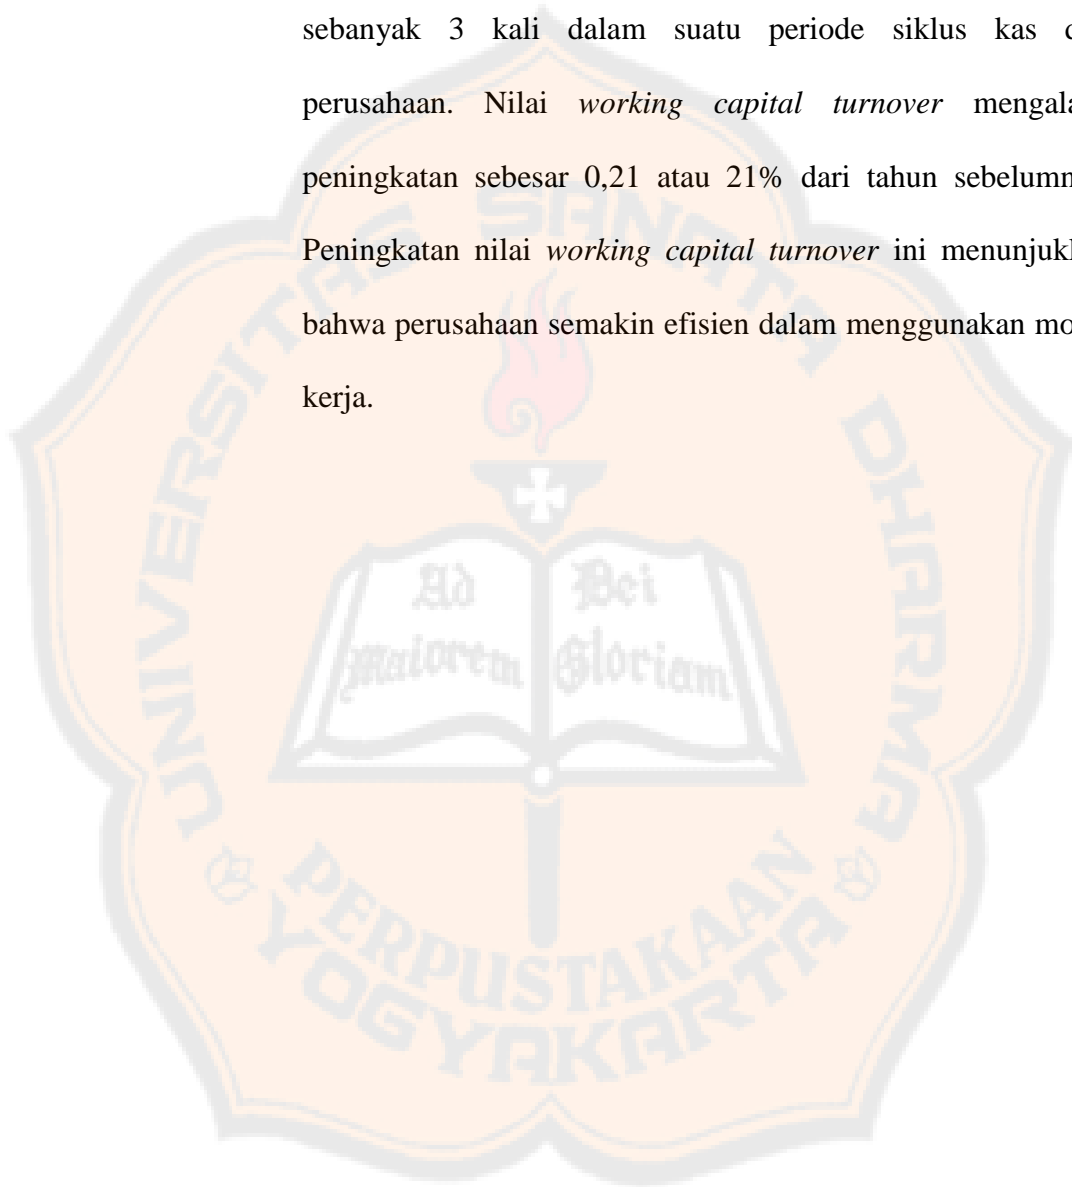 sebanyak 3 kali dalam suatu periode siklus kas
perusahaan. Nilai working capital turnover
peningkatan sebesar 0,21 atau 21% dari tahun
Peningkatan nilai working capital turnover ini
bahwa perusahaan semakin efisien dalam menggunakan
kerja.
UNIVERSITAS SANATA DHARMA
Ad Dei
Maiorem Gloriam
PERPUSTAKAAN
YOGYAKARTA